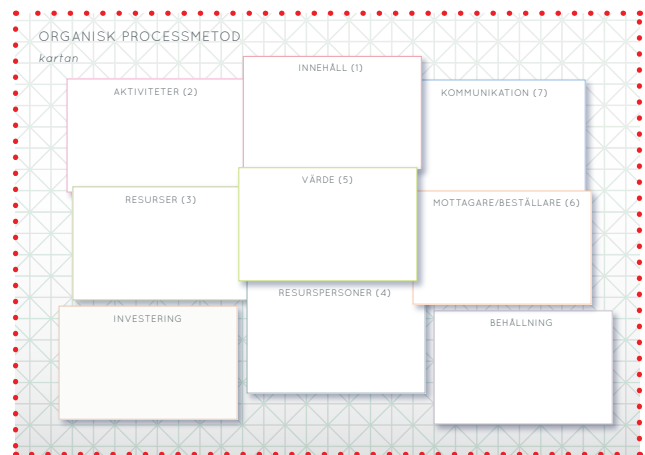 ORGANISK PROCESSMETOD
kartan
INNEHÅLL (1)
AKTIVITETER (2)
KOMMUNIKATION (7)
VÄRDE (5)
RESURSER (3)
MOTTAGARE/BESTÄLLARE (6)
RESURSPERSONER (4)
INVESTERING
BEHÅLLNING